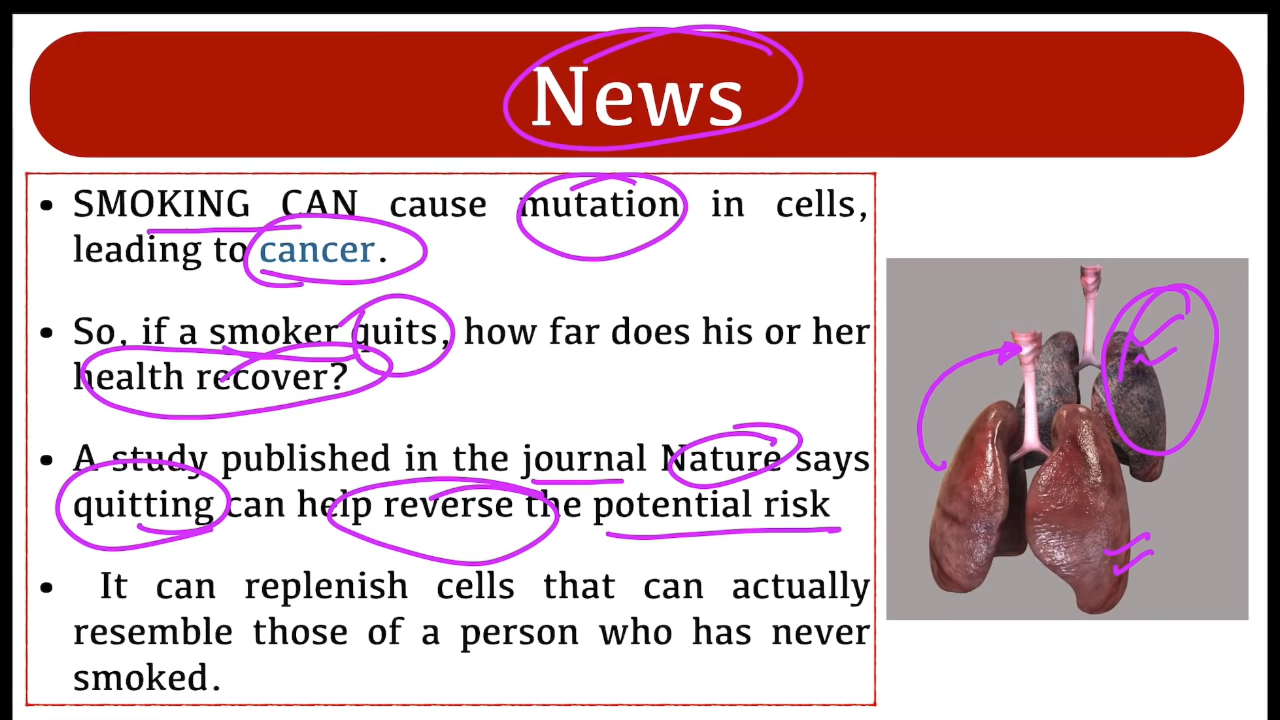 News
• SMOKING CAN cause mutation in cells,
leading to cancer.
• So, if a smoker quits, how far does his or her
health recover?
• A study published in the journal Nature says
quitting can help reverse the potential risk
• It can replenish cells that can actually
resemble those of a person who has never
smoked.